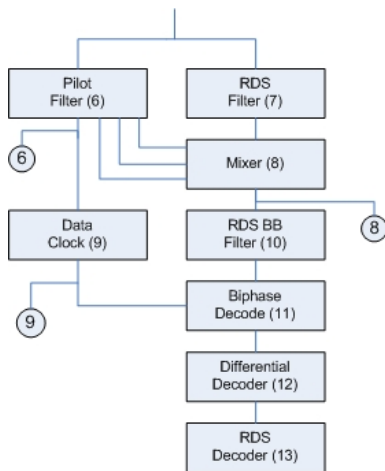 Pilot
Filter (6)
RDS
Filter (7)
Mixer (8)
6
Data
Clock (9)
RDS BB
Filter (10)
8
9
Biphase
Decode (11)
Differential
Decoder (12)
RDS
Decoder (13)